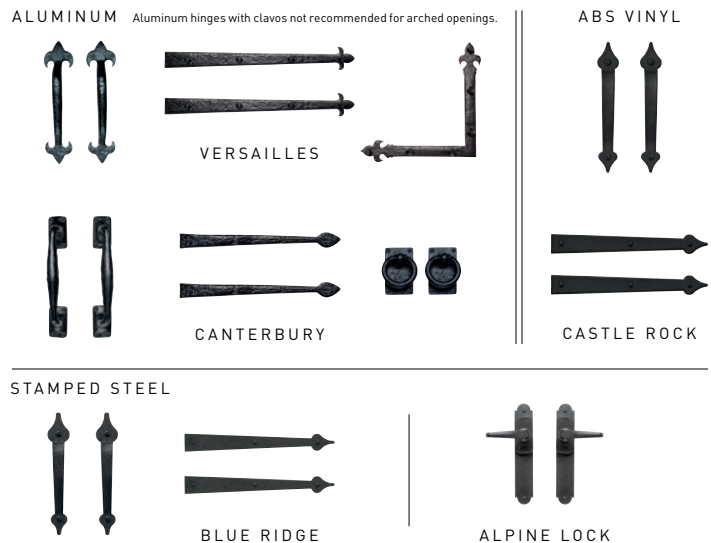 ALUMINUM Aluminum hinges with clavos not recommended for arched openings.
VERSAILLES
CANTERBURY
ABS VINYL
CASTLE ROCK
STAMPED STEEL
BLUE RIDGE
ALPINE LOCK